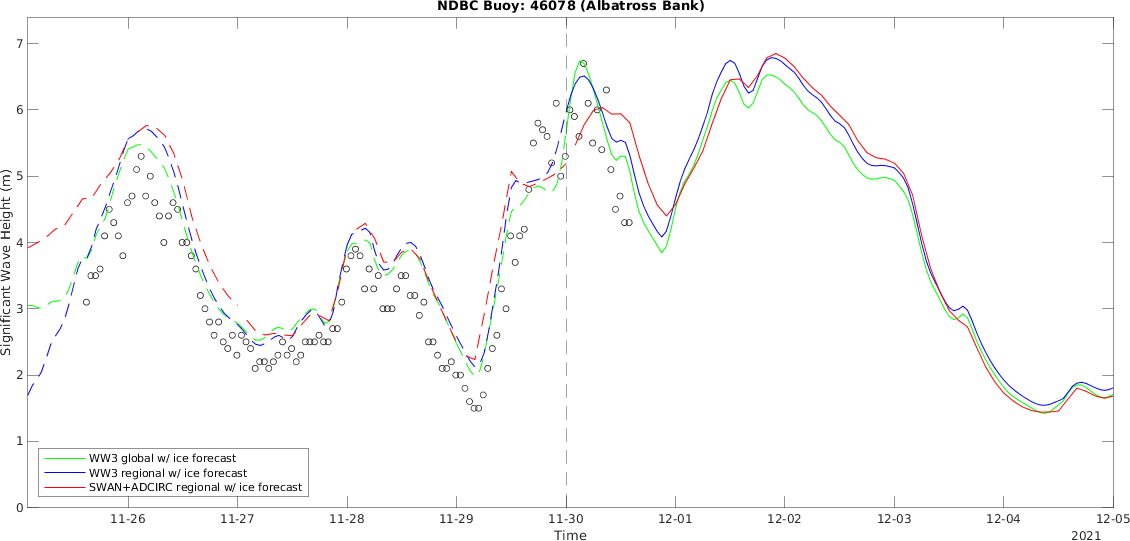 NDBC Buoy: 46078 (Albatross Bank)
Significant Wave Height (m)
7
6
5
4
3
2
1
0
WW3 global w/ ice forecast
WW3 regional w/ ice forecast
SWAN+ADCIRC regional w/ ice forecast
11-26 11-27 11-28 11-29 11-30 12-01 12-02 12-03 12-04 12-05
Time
2021